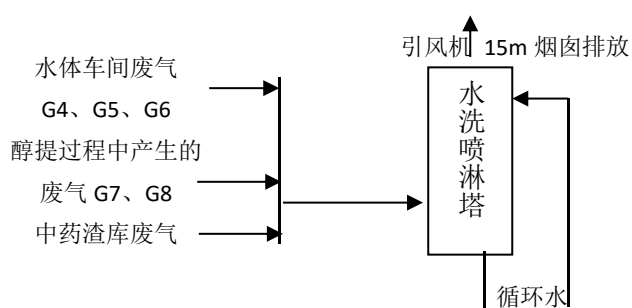 引风机 15m 烟囱排放
水体车间废气
G4、G5、G6
醇提过程中产生的
废气 G7、G8
中药渣库废气
水洗喷淋塔
循环水